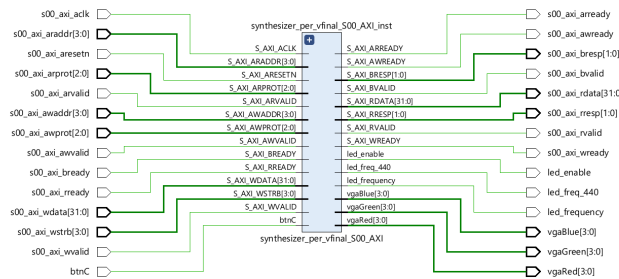 s00_axi_aclk
s00_axi_araddr[3:0]
s00_axi_aresetn
s00_axi_arprot[2:0]
s00_axi_arvalid
s00_axi_awaddr[3:0]
s00_axi_awprot[2:0]
s00_axi_awvalid
s00_axi_bready
s00_axi_rready
s00_axi_wdata[31:0]
s00_axi_wstrb[3:0]
s00_axi_wvalid
btnC
synthesizer_per_vfinal_S00_AXI_inst
S_AXI_ACLK
S_AXI_ARADDR[3:0]
S_AXI_ARESETN
S_AXI_ARPROT[2:0]
S_AXI_ARVALID
S_AXI_AWADDR[3:0]
S_AXI_AWPROT[2:0]
S_AXI_AWVALID
S_AXI_BREADY
S_AXI_RREADY
S_AXI_WDATA[31:0]
S_AXI_WSTRB[3:0]
S_AXI_WVALID
btnC
S_AXI_ARREADY
S_AXI_AWREADY
S_AXI_BRESP[1:0]
S_AXI_BVALID
S_AXI_RDATA[31:0]
S_AXI_RRESP[1:0]
S_AXI_RVALID
S_AXI_WREADY
led_enable
led_freq_440
led_frequency
vgaBlue[3:0]
vgaGreen[3:0]
vgaRed[3:0]
synthesizer_per_vfinal_S00_AXI
s00_axi_arready
s00_axi_awready
s00_axi_bresp[1:0]
s00_axi_bvalid
s00_axi_rdata[31:0
s00_axi_rresp[1:0]
s00_axi_rvalid
s00_axi_wready
led_enable
led_freq_440
led_frequency
vgaBlue[3:0]
vgaGreen[3:0]
vgaRed[3:0]